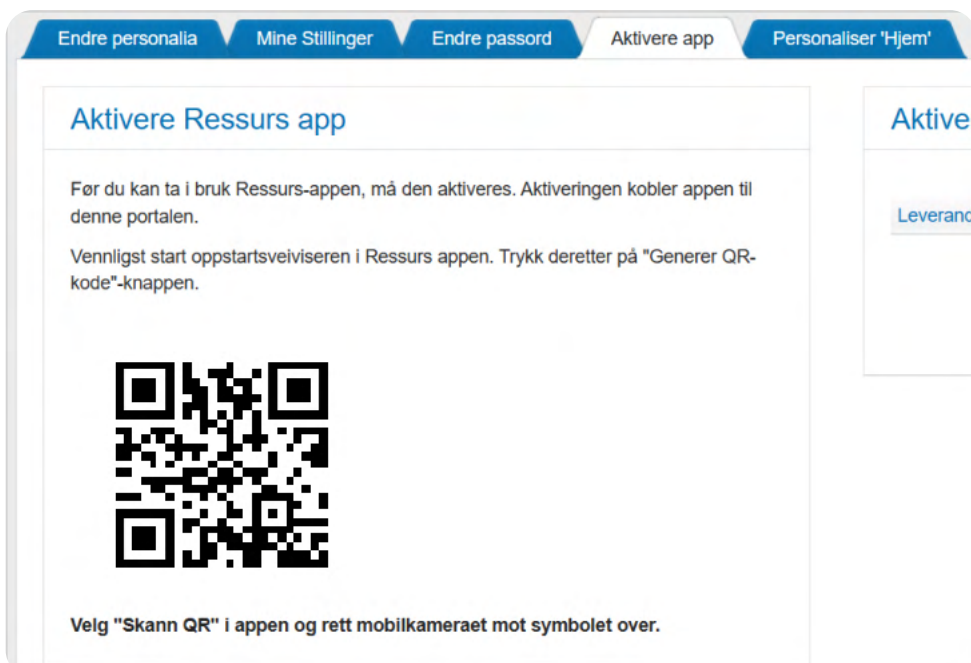 Endre personalia Mine Stillinger Endre passord Aktivere app Personaliser 'Hjem'
Aktivere Ressurs app
Før du kan ta i bruk Ressurs-appen, må den aktiveres. Aktiveringen kobler appen til
denne portalen.
Vennligst start oppstartsveiviseren i Ressurs appen. Trykk deretter på "Generer QR-
kode"-knappen.
Velg "Skann QR" i appen og rett mobilkameraet mot symbolet over.
Aktive
Leverand